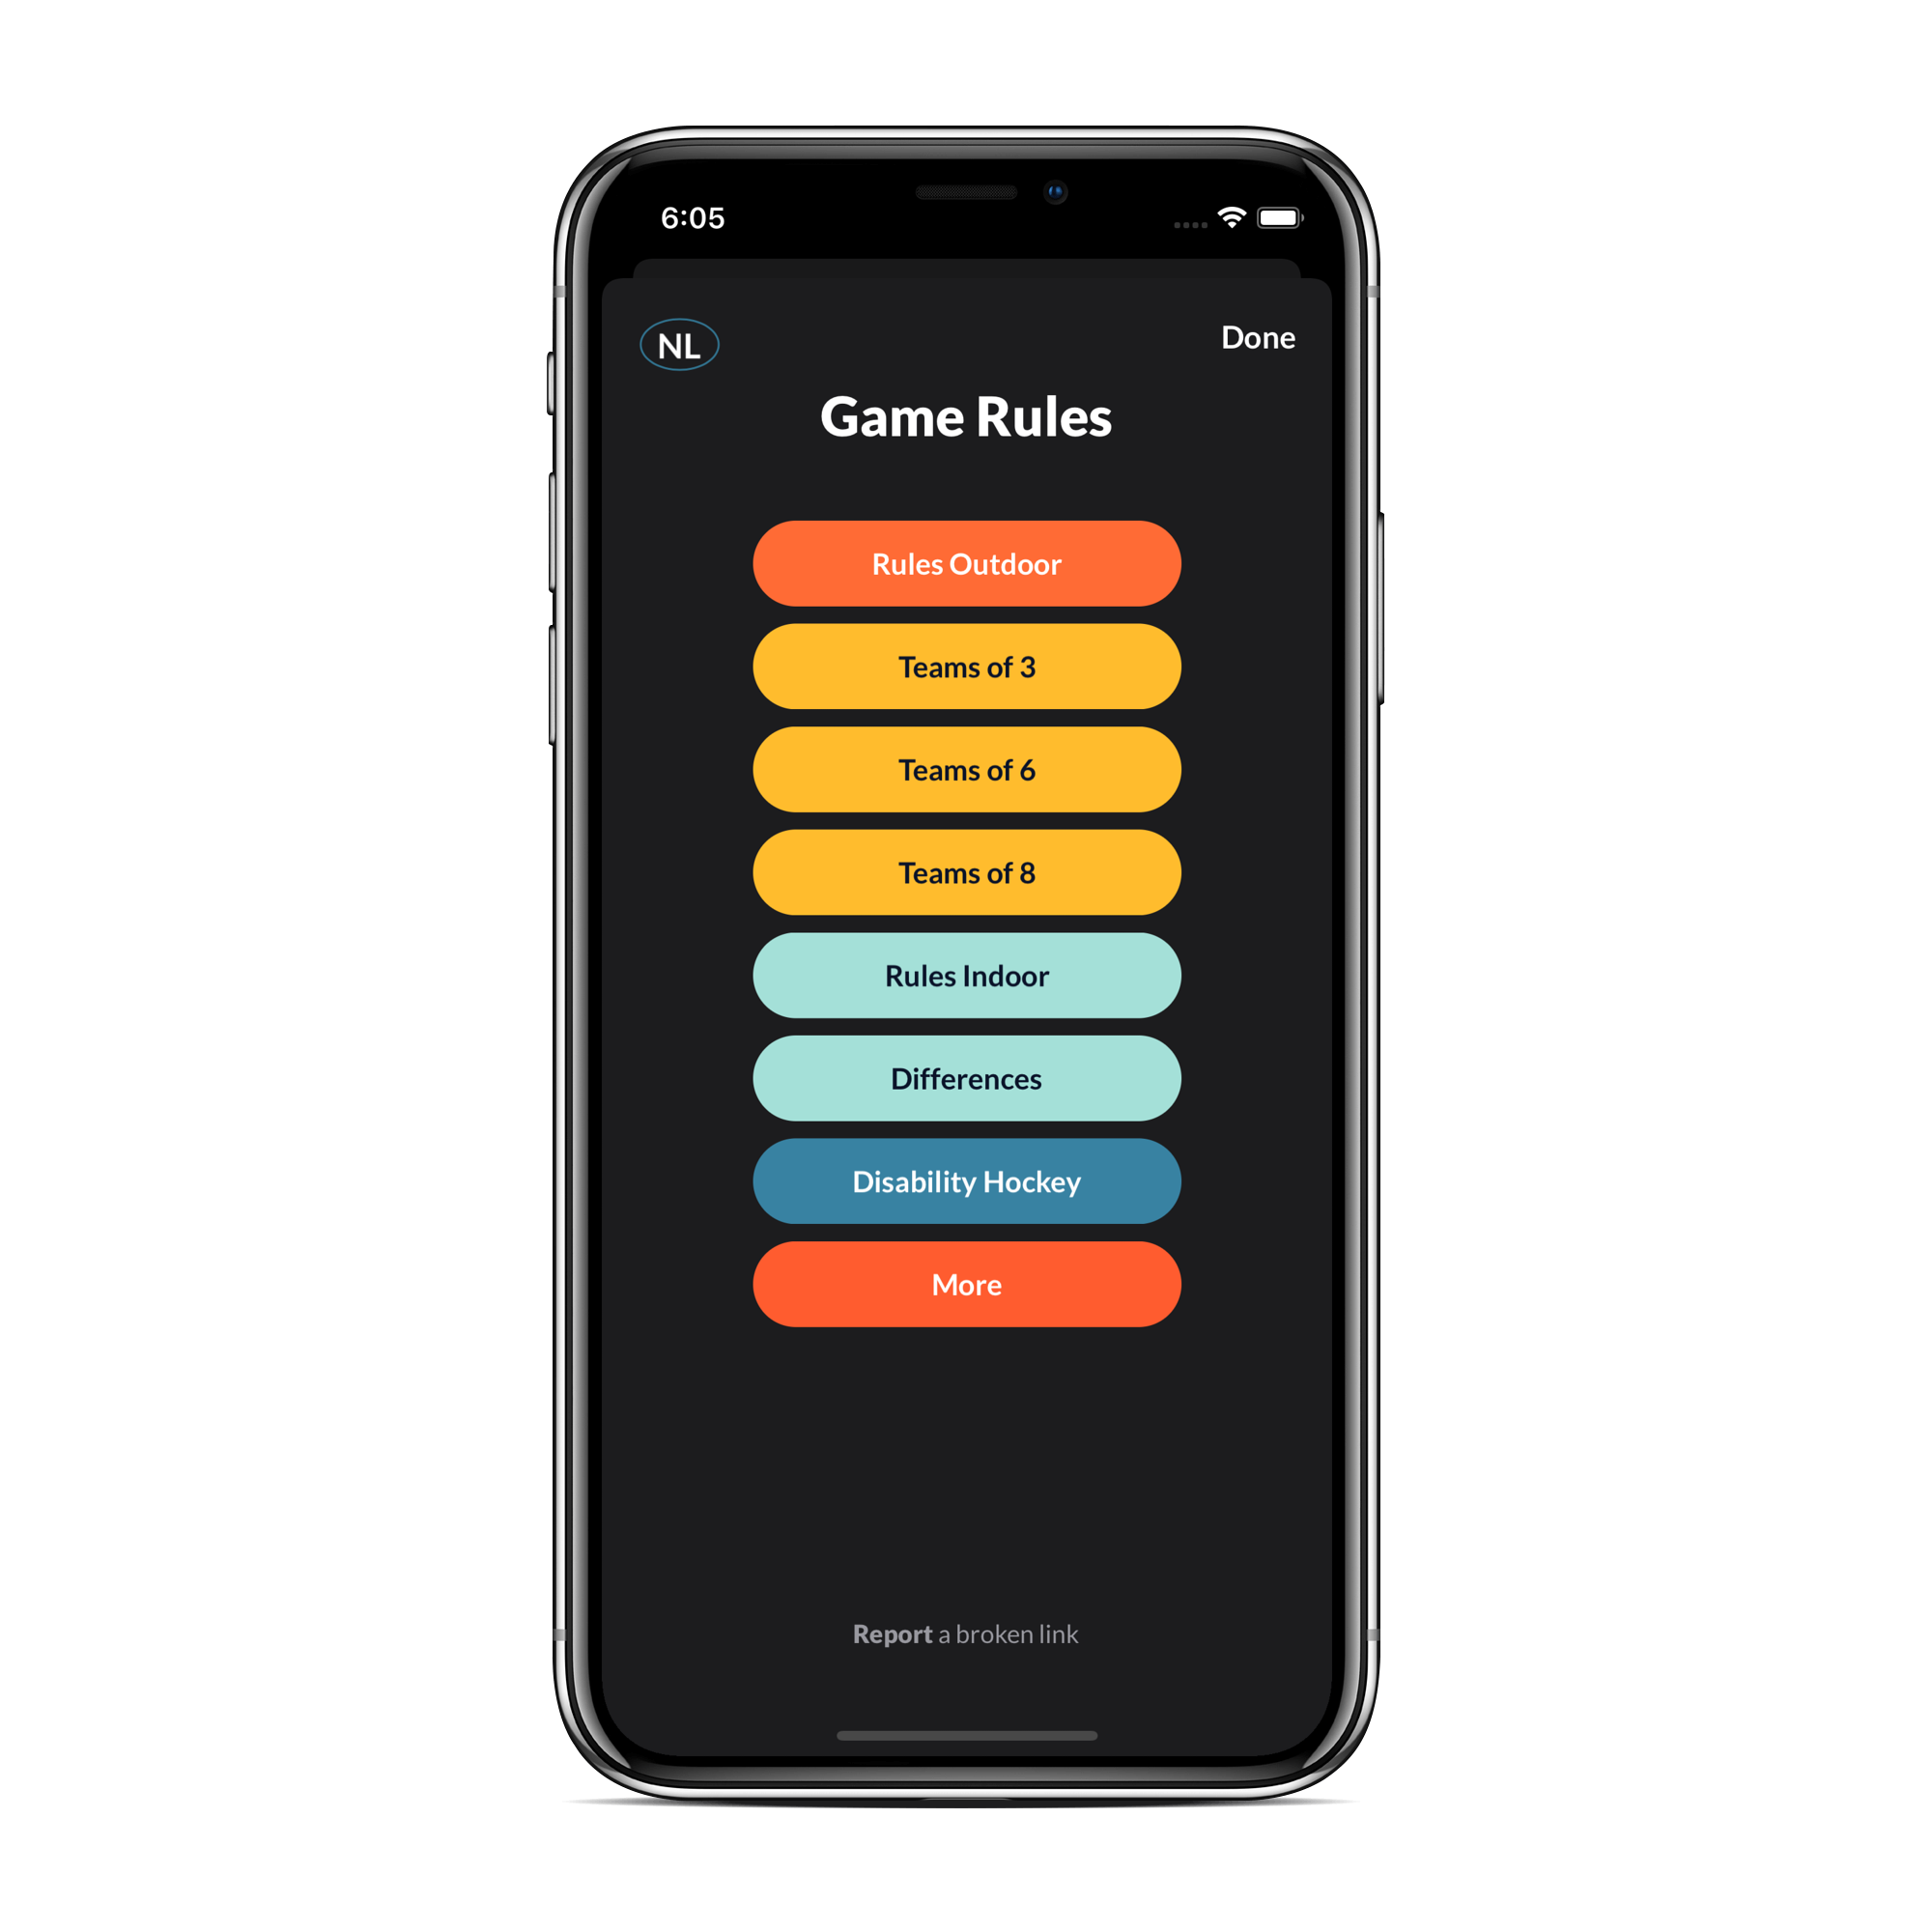 6:05
NL
Done
Game Rules
Rules Outdoor
Teams of 3
Teams of 6
Teams of 8
Rules Indoor
Differences
Disability Hockey
More
Report a broken link